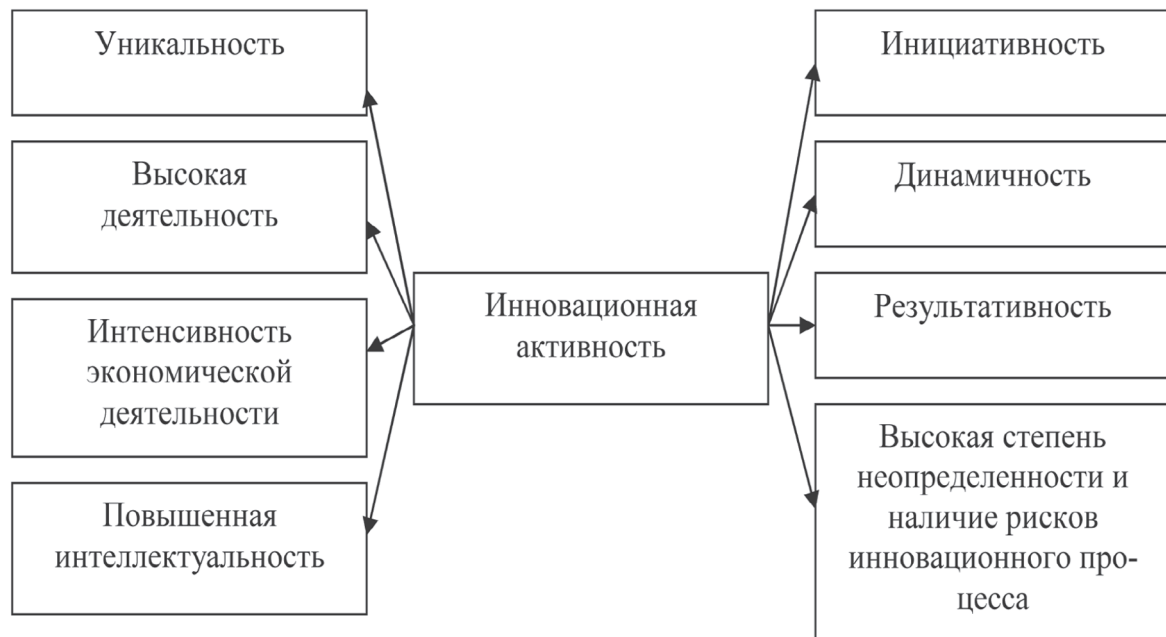 Уникальность
Высокая
деятельность
Интенсивность
экономической
деятельности
Повышенная
интеллектуальность
Инновационная
активность
Инициативность
Динамичность
Результативность
Высокая степень
неопределенности и
наличие рисков
инновационного про-
цесса